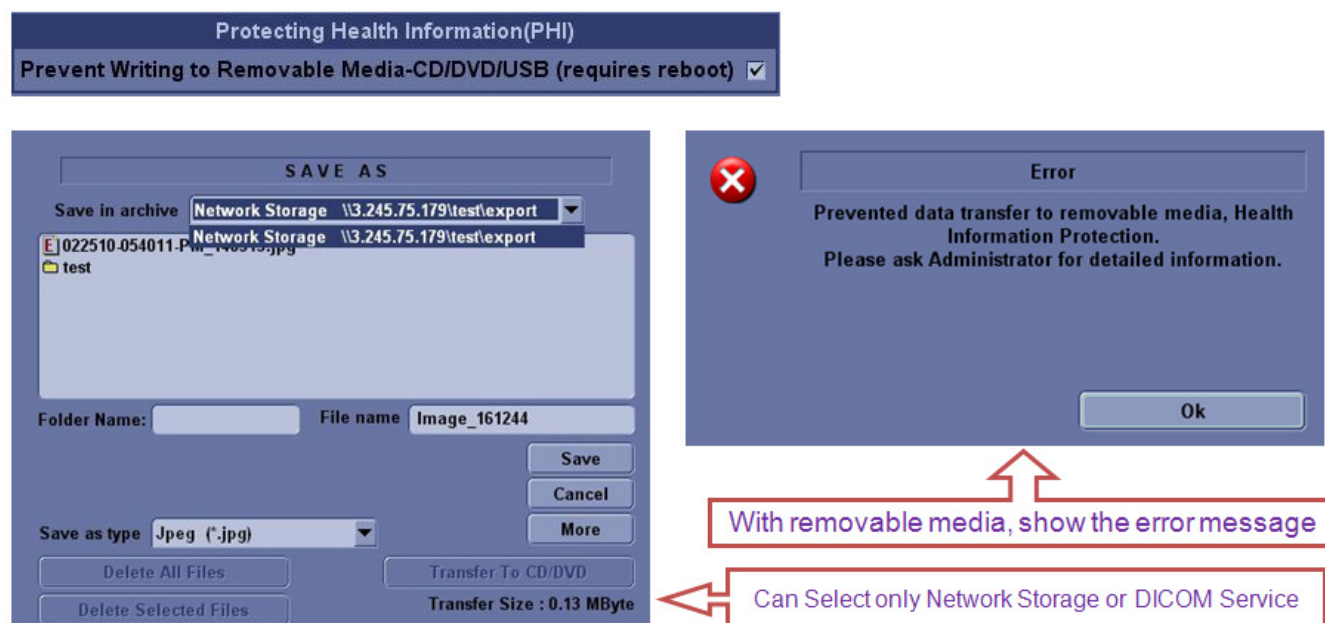 Protecting Health Information(PHI)
Prevent Writing to Removable Media-CD/DVD/USB (requires reboot)
SAVE AS
Save in archive Network Storage \\3.245.75.179\test\export
Network Storage \\3.245.75.179\test\export
test
Folder Name: File name Image_161244
Save
Cancel
Save as type Jpeg (*.jpg) More
Delete All Files Transfer To CD/DVD
Delete Selected Files Transfer Size : 0.13 MByte
Error
Prevented data transfer to removable media, Health
Information Protection.
Please ask Administrator for detailed information.
Ok
With removable media, show the error message
Can Select only Network Storage or DICOM Service